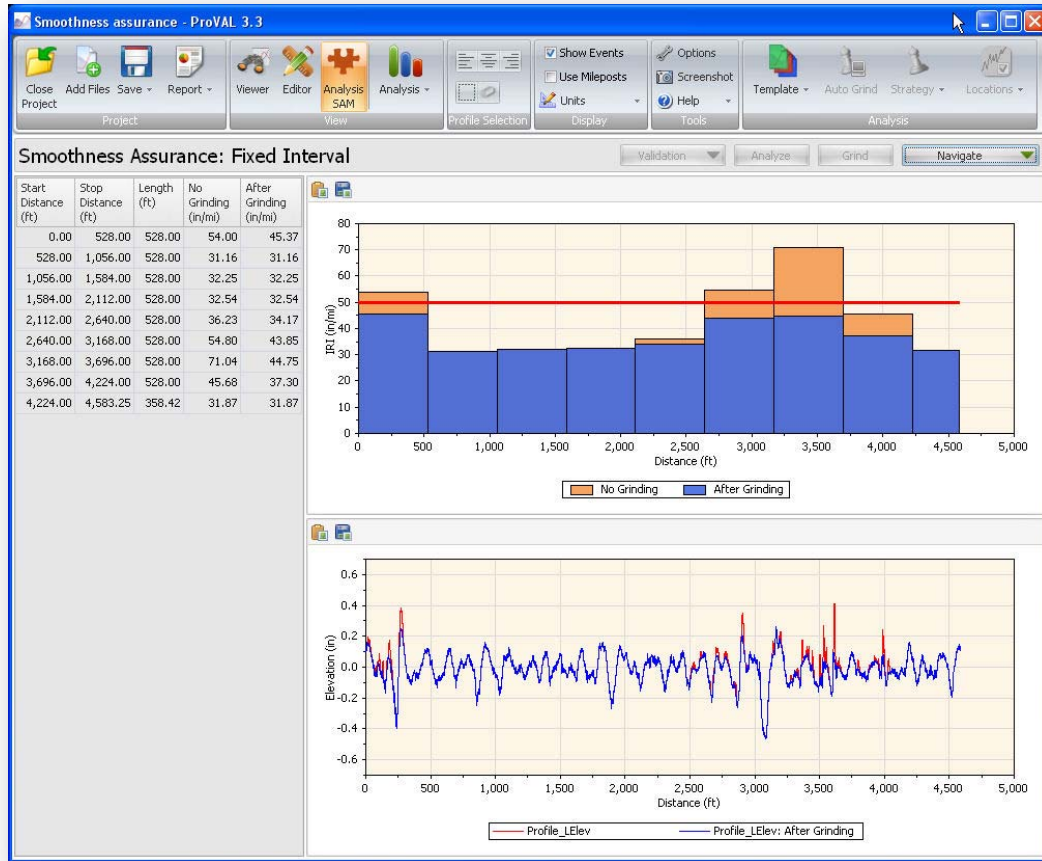 Smoothness assurance - ProVAL 3.3
Close Project
Add Files
Save
Report
Project
Viewer
Editor
Analysis SAM
Analysis
View
Profile Selection
Show Events
Use Mileposts
Units
Display
Options
Screenshot
Help
Tools
Template
Auto Grind
Strategy
Locations
Analysis
Smoothness Assurance: Fixed Interval
Validation
Analyze
Grind
Navigate
Start Distance (ft) Stop Distance (ft) Length (ft) No Grinding (in/mi) After Grinding (in/mi)
0.00 528.00 528.00 54.00 45.37
528.00 1,056.00 528.00 31.16 31.16
1,056.00 1,584.00 528.00 32.25 32.25
1,584.00 2,112.00 528.00 32.54 32.54
2,112.00 2,640.00 528.00 36.23 34.17
2,640.00 3,168.00 528.00 54.80 43.85
3,168.00 3,696.00 528.00 71.04 44.75
3,696.00 4,224.00 528.00 45.68 37.30
4,224.00 4,583.25 358.42 31.87 31.87
80
70
60
50
40
30
20
10
0
IRI (in/mi)
0 500 1,000 1,500 2,000 2,500 3,000 3,500 4,000 4,500 5,000
Distance (ft)
No Grinding After Grinding
0.6
0.4
0.2
0.0
-0.2
-0.4
-0.6
Elevation (in)
0 500 1,000 1,500 2,000 2,500 3,000 3,500 4,000 4,500 5,000
Distance (ft)
Profile_LElev Profile_LElev: After Grinding